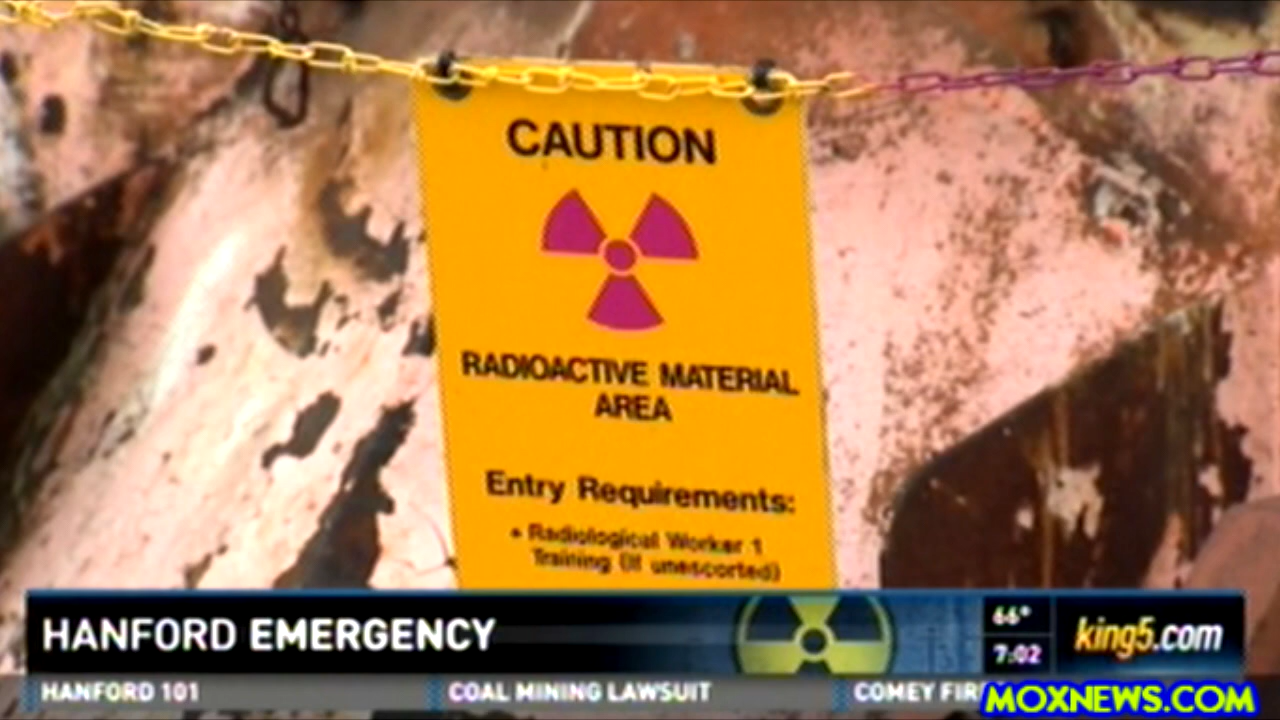 CAUTION
RADIOACTIVE MATERIAL
AREA
Entry Requirements:
• Radiological Worker 1
Training (If unescorted)
HANFORD EMERGENCY
66°
7:02
king5.com
HANFORD 101
COAL MINING LAWSUIT
COMEY
MOXNEWS.COM